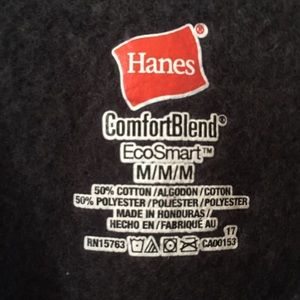 Hanes®
ComfortBlend®
EcoSmart™
M/M/M
50% COTTON/ALGODON/COTON
50% POLYESTER/POLIÉSTER/POLYESTER
MADE IN HONDURAS/
HECHO EN/FABRIQUÉ AU
17
RN15763 CA00153